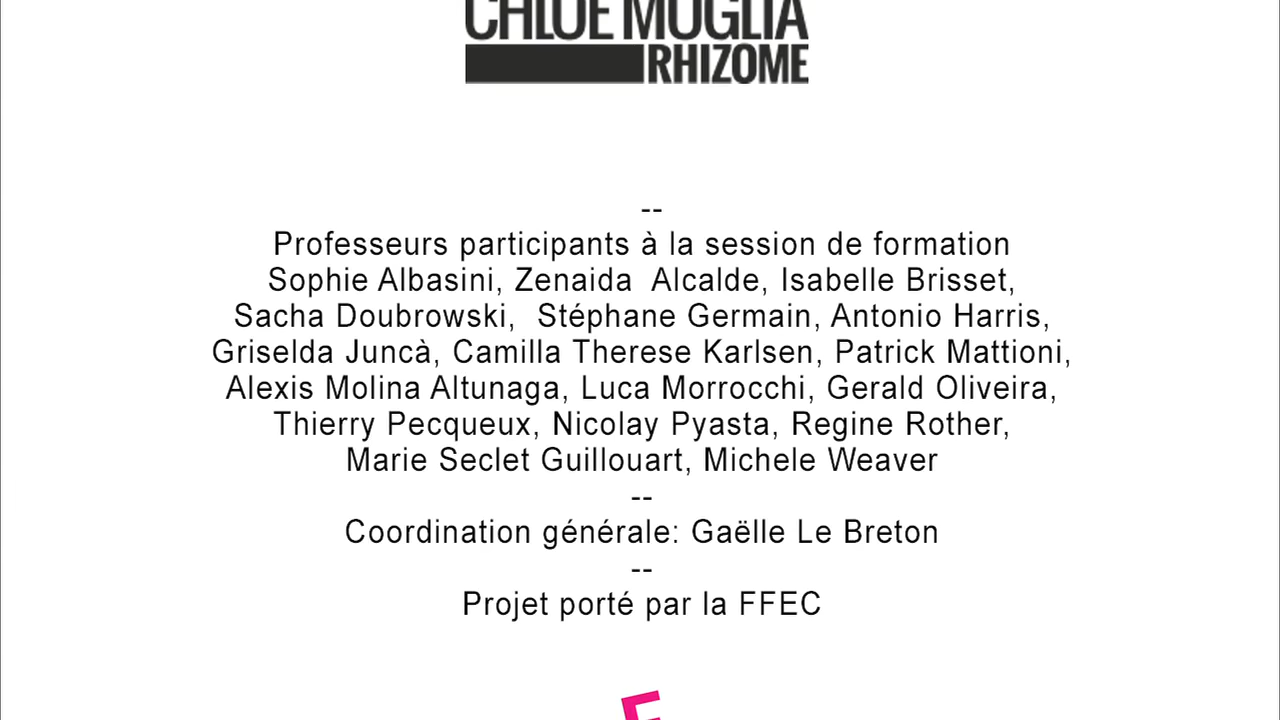 CHLOÉ MOGLIA
RHIZOME
--
Professeurs participants à la session de formation
Sophie Albasini, Zenaida  Alcalde, Isabelle Brisset,
Sacha Doubrowski,  Stéphane Germain, Antonio Harris,
Griselda Juncà, Camilla Therese Karlsen, Patrick Mattioni,
Alexis Molina Altunaga, Luca Morrocchi, Gerald Oliveira,
Thierry Pecqueux, Nicolay Pyasta, Regine Rother,
Marie Seclet Guillouart, Michele Weaver
--
Coordination générale: Gaëlle Le Breton
--
Projet porté par la FFEC